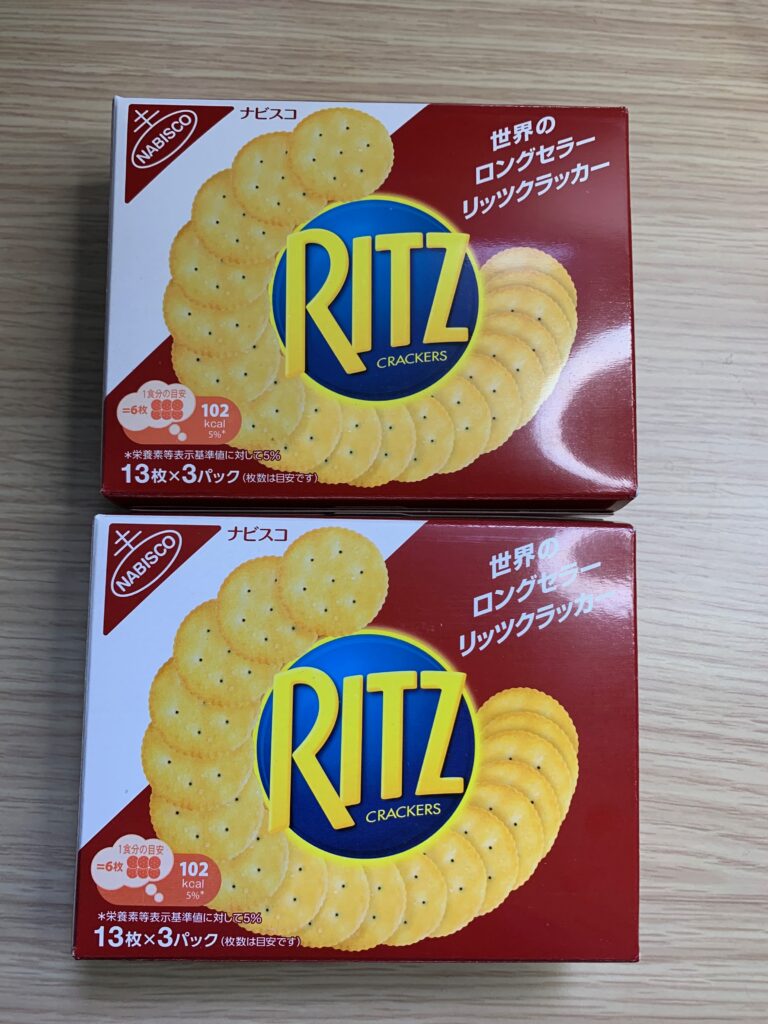 NABISCO
ナビスコ
世界の
ロングセラー
リッツクラッカー
RITZ
CRACKERS
1食分の目安
=6枚
102
kcal
5%*
*栄養素等表示基準値に対して5%
13枚×3パック(枚数は目安です)
NABISCO
ナビスコ
世界の
ロングセラー
リッツクラッカー
RITZ
CRACKERS
1食分の目安
=6枚
102
kcal
5%*
*栄養素等表示基準値に対して5%
13枚×3パック(枚数は目安です)